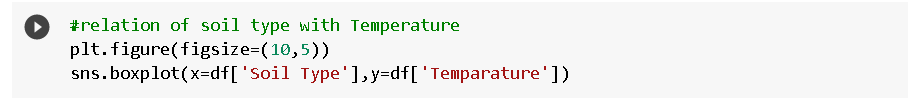 #relation of soil type with Temperature
plt.figure(figsize=(10,5))
sns.boxplot(x=df['Soil Type'],y=df['Temparature'])